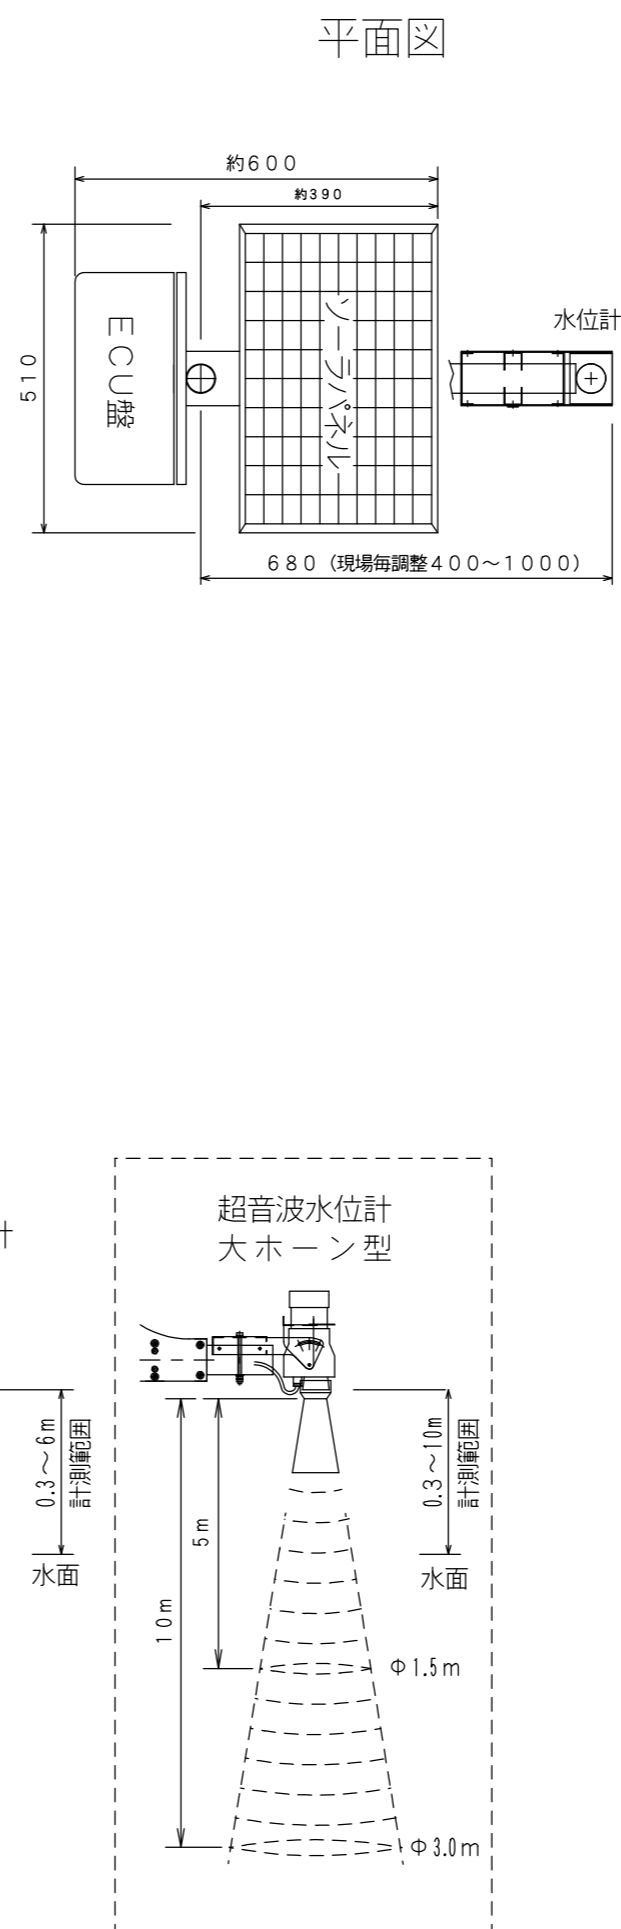 平面図
約６００
約３９０
水位計
ＥＣＵ盤
ソーラパネル
５１０
６８０（現場毎調整４００～１０００）
計
超音波水位計
大ホーン型
0.3～6m
計測範囲
水面
5m
10m
0.3～10m
計測範囲
水面
Φ1.5m
Φ3.0m